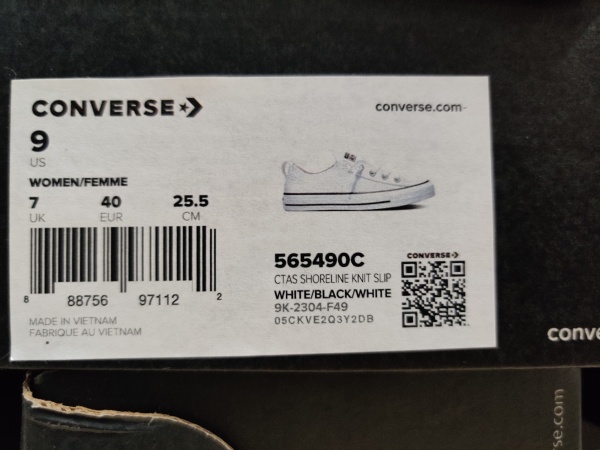 CONVERSE
converse.com
9
US
WOMEN/FEMME
7 40 25.5
UK EUR CM
8 88756 97112 2
MADE IN VIETNAM
FABRIQUE AU VIETNAM
565490C
CTAS SHORELINE KNIT SLIP
WHITE/BLACK/WHITE
9K-2304-F49
05CKVE2Q3Y2DB
CONVERSE
conve
se.com